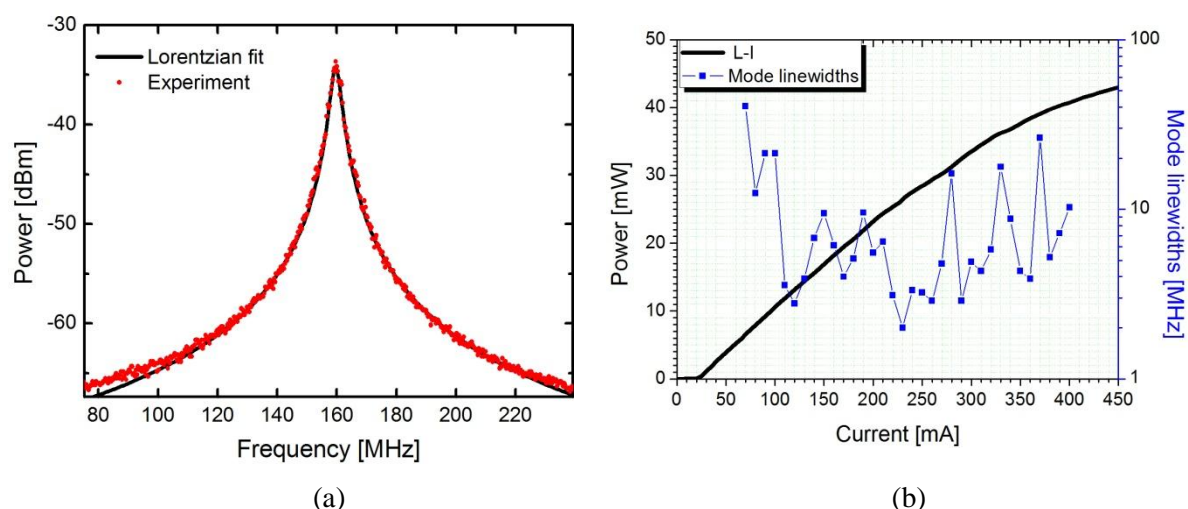 -30
-40
-50
-60
Power [dBm]
Lorentzian fit
Experiment
80 100 120 140 160 180 200 220
Frequency [MHz]
(a)
50
40
30
20
10
0
Power [mW]
L-I
Mode linewidths
100
10
1
Mode linewidths [MHz]
0 50 100 150 200 250 300 350 400 450
Current [mA]
(b)